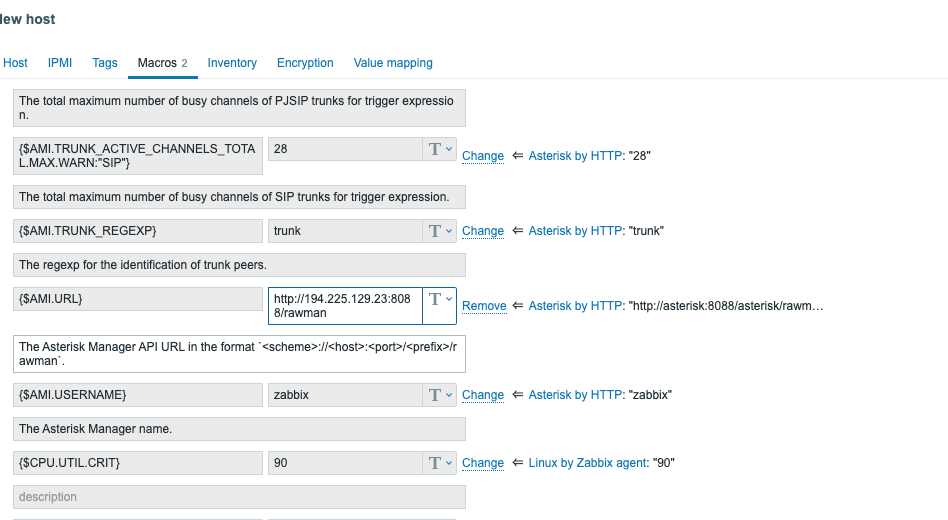 lew host
Host IPMI Tags Macros 2 Inventory Encryption Value mapping
The total maximum number of busy channels of PJSIP trunks for trigger expressio
n.
{$AMI.TRUNK_ACTIVE_CHANNELS_TOTA
L.MAX.WARN:"SIP"}
28 T Change ⇐ Asterisk by HTTP: "28"
The total maximum number of busy channels of SIP trunks for trigger expression.
{$AMI.TRUNK_REGEXP} trunk T Change ⇐ Asterisk by HTTP: "trunk"
The regexp for the identification of trunk peers.
{$AMI.URL} http://194.225.129.23:808
8/rawman
T Remove ⇐ Asterisk by HTTP: "http://asterisk:8088/asterisk/rawm…
The Asterisk Manager API URL in the format `<scheme>://<host>:<port>/<prefix>/r
awman`.
{$AMI.USERNAME} zabbix T Change ⇐ Asterisk by HTTP: "zabbix"
The Asterisk Manager name.
{$CPU.UTIL.CRIT} 90 T Change ⇐ Linux by Zabbix agent: "90"
description